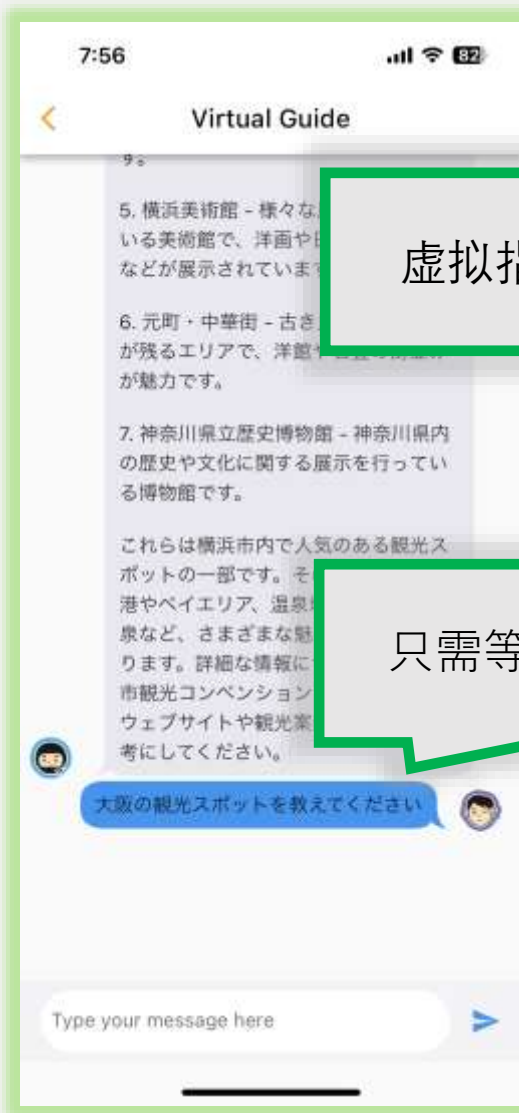 7:56
82
Virtual Guide
す。
5. 横浜美術館 – 様々な
いる美術館で、洋画や
などが展示されています
6. 元町・中華街 – 古き
が残るエリアで、洋館
が魅力です。
7. 神奈川県立歴史博物館 – 神奈川県内
の歴史や文化に関する展示を行ってい
る博物館です。
これらは横浜市内で人気のある観光ス
ポットの一部です。そ
港やベイエリア、温泉
泉など、さまざまな魅
ります。詳細な情報に
市観光コンベンション
ウェブサイトや観光案
考にしてください。
虚拟指
只需等
大阪の観光スポットを教えてください
Type your message here